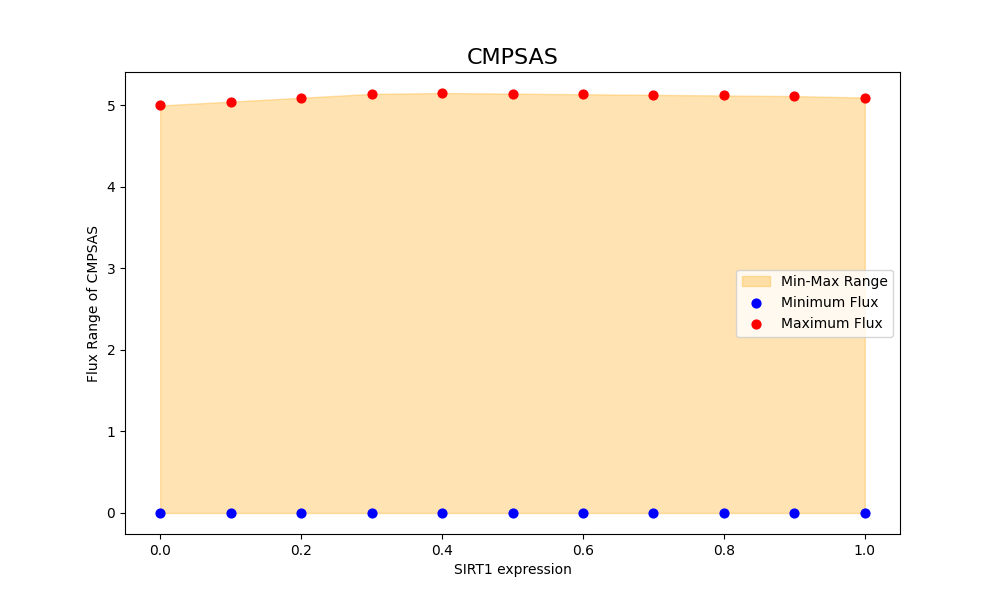 CMPSAS
Flux Range of CMPSAS
5
4
3
2
1
0
Min-Max Range
Minimum Flux
Maximum Flux
0.0 0.2 0.4 0.6 0.8 1.0
SIRT1 expression